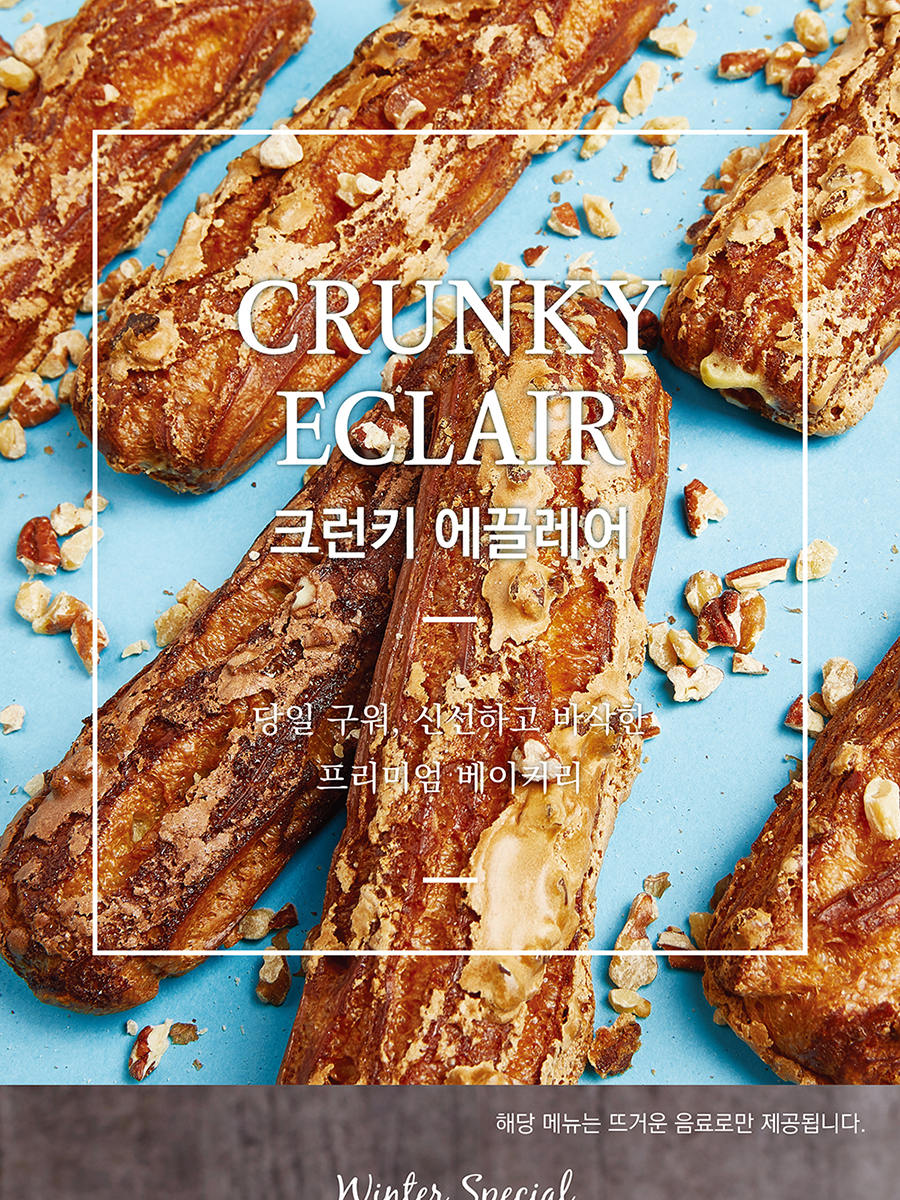 CRUNKY
ECLAIR
크런키 에끌레어
당일 구워, 신선하고 바삭한
프리미엄 베이커리
해당 메뉴는 뜨거운 음료로만 제공됩니다.
Winter Special